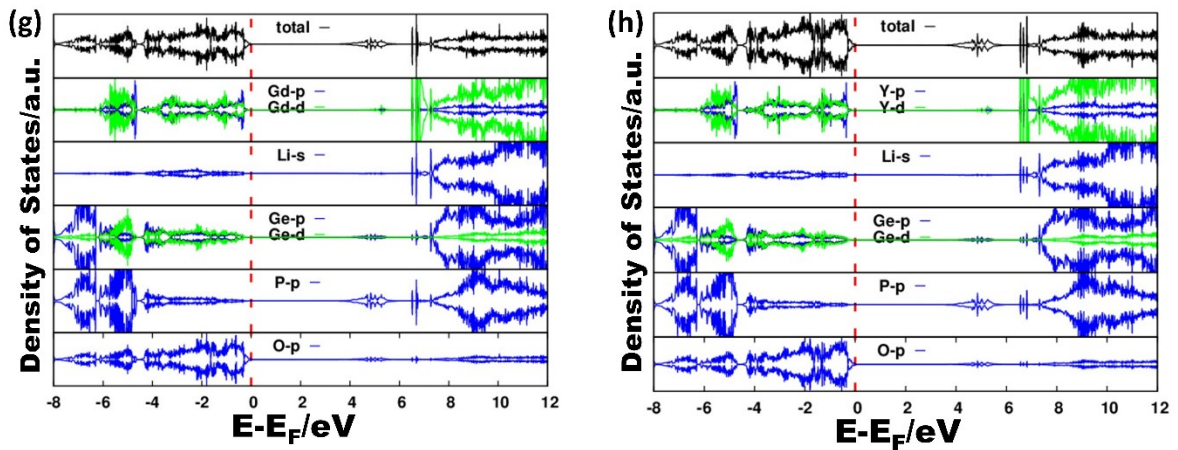 (g)
total
Gd-p
Gd-d
Li-s
Ge-p
Ge-d
P-p
O-p
Density of States/a.u.
-8 -6 -4 -2 0 2 4 6 8 10 12
E-EF/eV
(h)
total
Y-p
Y-d
Li-s
Ge-p
Ge-d
P-p
O-p
Density of States/a.u.
-8 -6 -4 -2 0 2 4 6 8 10 12
E-EF/eV